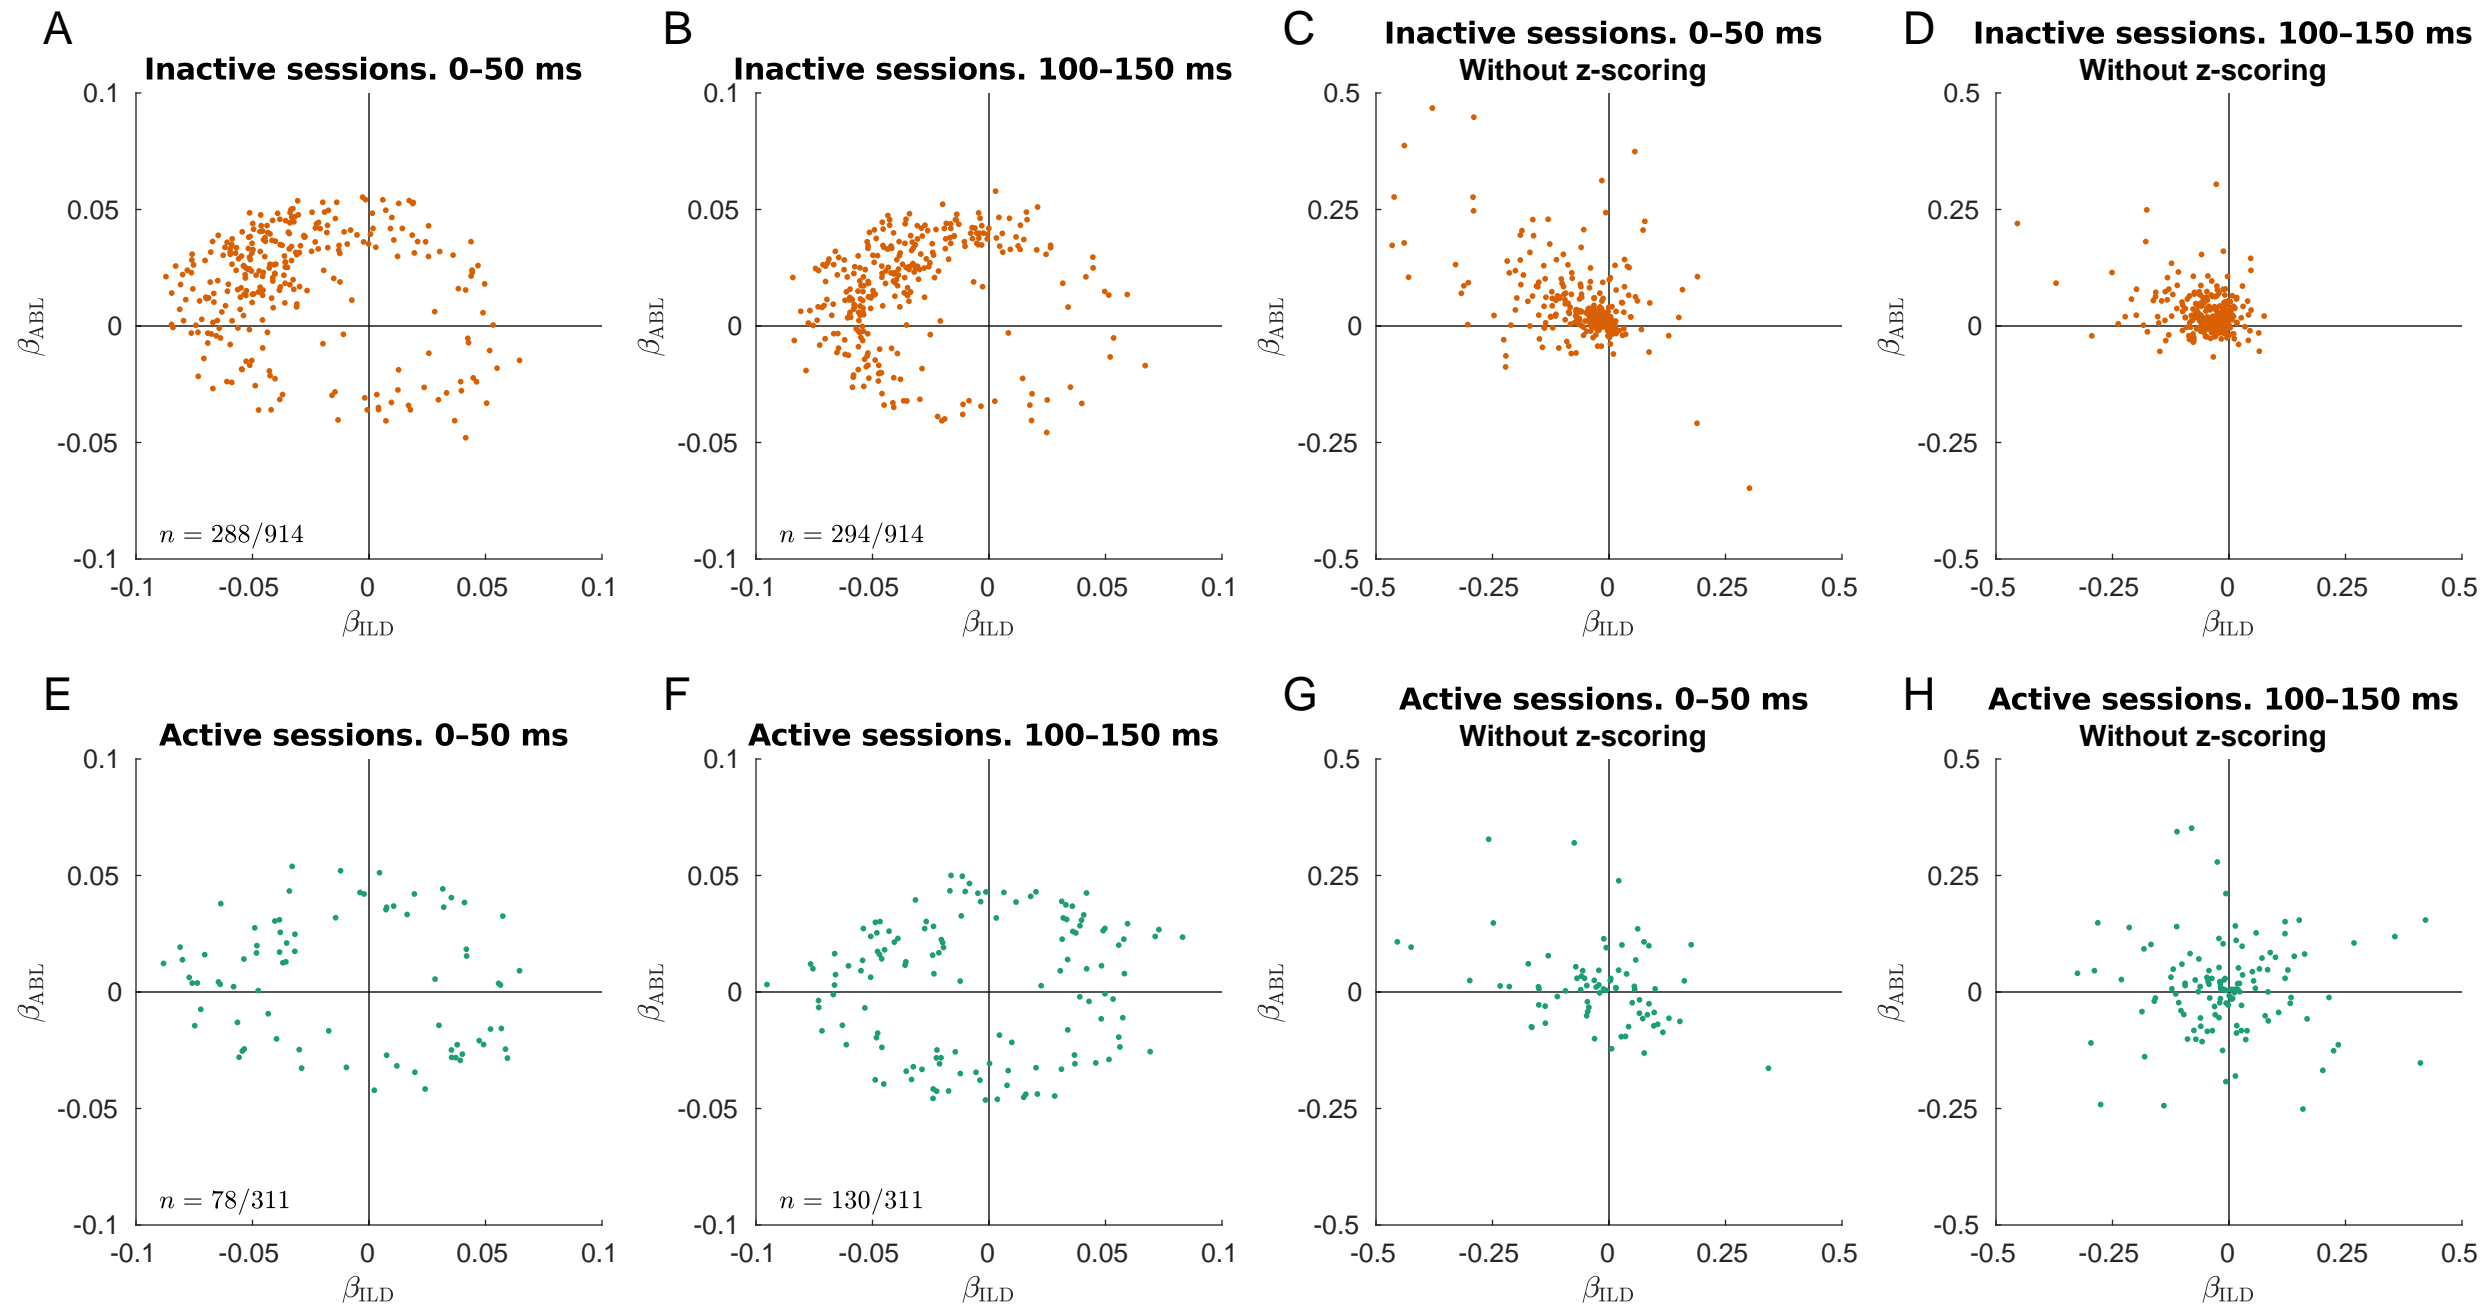 A
Inactive sessions. 0–50 ms
0.1
0.05
0
-0.05
-0.1
-0.1
-0.05
0
0.05
0.1
βABL
βILD
n = 288/914
B
Inactive sessions. 100–150 ms
0.1
0.05
0
-0.05
-0.1
-0.1
-0.05
0
0.05
0.1
βABL
βILD
n = 294/914
C
Inactive sessions. 0–50 ms
Without z-scoring
0.5
0.25
0
-0.25
-0.5
-0.5
-0.25
0
0.25
0.5
βABL
βILD
D
Inactive sessions. 100–150 ms
Without z-scoring
0.5
0.25
0
-0.25
-0.5
-0.5
-0.25
0
0.25
0.5
βABL
βILD
E
Active sessions. 0–50 ms
0.1
0.05
0
-0.05
-0.1
-0.1
-0.05
0
0.05
0.1
βABL
βILD
n = 78/311
F
Active sessions. 100–150 ms
0.1
0.05
0
-0.05
-0.1
-0.1
-0.05
0
0.05
0.1
βABL
βILD
n = 130/311
G
Active sessions. 0–50 ms
Without z-scoring
0.5
0.25
0
-0.25
-0.5
-0.5
-0.25
0
0.25
0.5
βABL
βILD
H
Active sessions. 100–150 ms
Without z-scoring
0.5
0.25
0
-0.25
-0.5
-0.5
-0.25
0
0.25
0.5
βABL
βILD